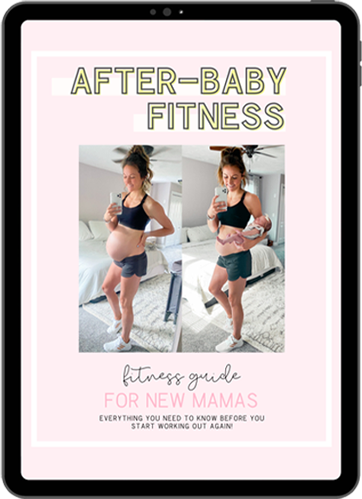 AFTER-BABY
FITNESS
fitness guide
FOR NEW MAMAS
EVERYTHING YOU NEED TO KNOW BEFORE YOU
START WORKING OUT AGAIN!